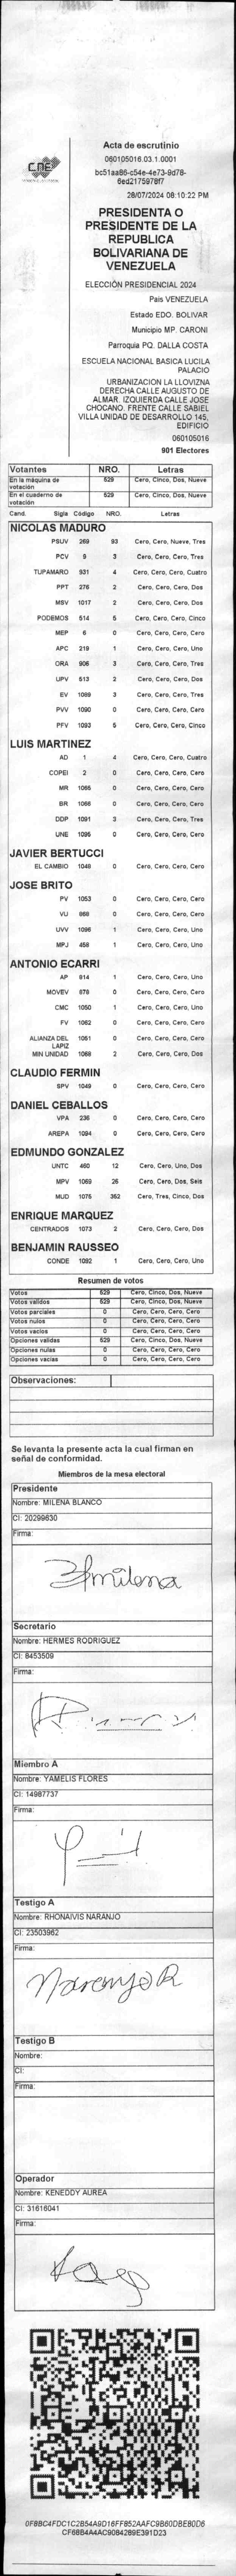 CNE
Acta de escrutinio
060105016.03.1.0001
bc51aa86-c54e-4e73-9d78-
6ed2175978f7
28/07/2024 08:10:22 PM
PRESIDENTA O
PRESIDENTE DE LA
REPUBLICA
BOLIVARIANA DE
VENEZUELA
ELECCIÓN PRESIDENCIAL 2024
País VENEZUELA
Estado EDO. BOLIVAR
Municipio MP. CARONI
Parroquia PQ. DALLA COSTA
ESCUELA NACIONAL BASICA LUCILA
PALACIO
URBANIZACION LA LLOVIZNA
DERECHA CALLE AUGUSTO DE
ALMAR. IZQUIERDA CALLE JOSE
CHOCANO. FRENTE CALLE SABIEL
VILLA UNIDAD DE DESARROLLO 145,
EDIFICIO
060105016
901 Electores
Votantes NRO. Letras
En la máquina de votación 529 Cero, Cinco, Dos, Nueve
En el cuaderno de votación 529 Cero, Cinco, Dos, Nueve
Cand. Sigla Código NRO. Letras
NICOLAS MADURO
PSUV 269 93 Cero, Cero, Nueve, Tres
PCV 9 3 Cero, Cero, Cero, Tres
TUPAMARO 931 4 Cero, Cero, Cero, Cuatro
PPT 276 2 Cero, Cero, Cero, Dos
MSV 1017 2 Cero, Cero, Cero, Dos
PODEMOS 514 5 Cero, Cero, Cero, Cinco
MEP 6 0 Cero, Cero, Cero, Cero
APC 219 1 Cero, Cero, Cero, Uno
ORA 906 3 Cero, Cero, Cero, Tres
UPV 513 2 Cero, Cero, Cero, Dos
EV 1089 3 Cero, Cero, Cero, Tres
PVV 1090 0 Cero, Cero, Cero, Cero
PFV 1093 5 Cero, Cero, Cero, Cinco
LUIS MARTINEZ
AD 1 4 Cero, Cero, Cero, Cuatro
COPEI 2 0 Cero, Cero, Cero, Cero
MR 1065 0 Cero, Cero, Cero, Cero
BR 1066 0 Cero, Cero, Cero, Cero
DDP 1091 3 Cero, Cero, Cero, Tres
UNE 1095 0 Cero, Cero, Cero, Cero
JAVIER BERTUCCI
EL CAMBIO 1048 0 Cero, Cero, Cero, Cero
JOSE BRITO
PV 1053 0 Cero, Cero, Cero, Cero
VU 968 0 Cero, Cero, Cero, Cero
UVV 1096 1 Cero, Cero, Cero, Uno
MPJ 458 1 Cero, Cero, Cero, Uno
ANTONIO ECARRI
AP 914 1 Cero, Cero, Cero, Uno
MOVEV 878 0 Cero, Cero, Cero, Cero
CMC 1050 1 Cero, Cero, Cero, Uno
FV 1062 0 Cero, Cero, Cero, Cero
ALIANZA DEL LAPIZ 1051 0 Cero, Cero, Cero, Cero
MIN UNIDAD 1068 2 Cero, Cero, Cero, Dos
CLAUDIO FERMIN
SPV 1049 0 Cero, Cero, Cero, Cero
DANIEL CEBALLOS
VPA 236 0 Cero, Cero, Cero, Cero
AREPA 1094 0 Cero, Cero, Cero, Cero
EDMUNDO GONZALEZ
UNTC 460 12 Cero, Cero, Uno, Dos
MPV 1069 26 Cero, Cero, Dos, Seis
MUD 1075 352 Cero, Tres, Cinco, Dos
ENRIQUE MARQUEZ
CENTRADOS 1073 2 Cero, Cero, Cero, Dos
BENJAMIN RAUSSEO
CONDE 1092 1 Cero, Cero, Cero, Uno
Resumen de votos
Votos 529 Cero, Cinco, Dos, Nueve
Votos validos 529 Cero, Cinco, Dos, Nueve
Votos parciales 0 Cero, Cero, Cero, Cero
Votos nulos 0 Cero, Cero, Cero, Cero
Votos vacios 0 Cero, Cero, Cero, Cero
Opciones validas 529 Cero, Cinco, Dos, Nueve
Opciones nulas 0 Cero, Cero, Cero, Cero
Opciones vacias 0 Cero, Cero, Cero, Cero
Observaciones:
Se levanta la presente acta la cual firman en
señal de conformidad.
Miembros de la mesa electoral
Presidente
Nombre: MILENA BLANCO
CI: 20299630
Firma:
milena
Secretario
Nombre: HERMES RODRIGUEZ
CI: 8453509
Firma:
Miembro A
Nombre: YAMELIS FLORES
CI: 14987737
Firma:
Testigo A
Nombre: RHONAIVIS NARANJO
CI: 23503962
Firma:
Naranjo R
Testigo B
Nombre:
CI:
Firma:
Operador
Nombre: KENEDDY AUREA
CI: 31616041
Firma:
0F8BC4FDC1C2B54A9D16FF852AAFC9B60DBE80D6
CF68B4A4AC9084289E391D23